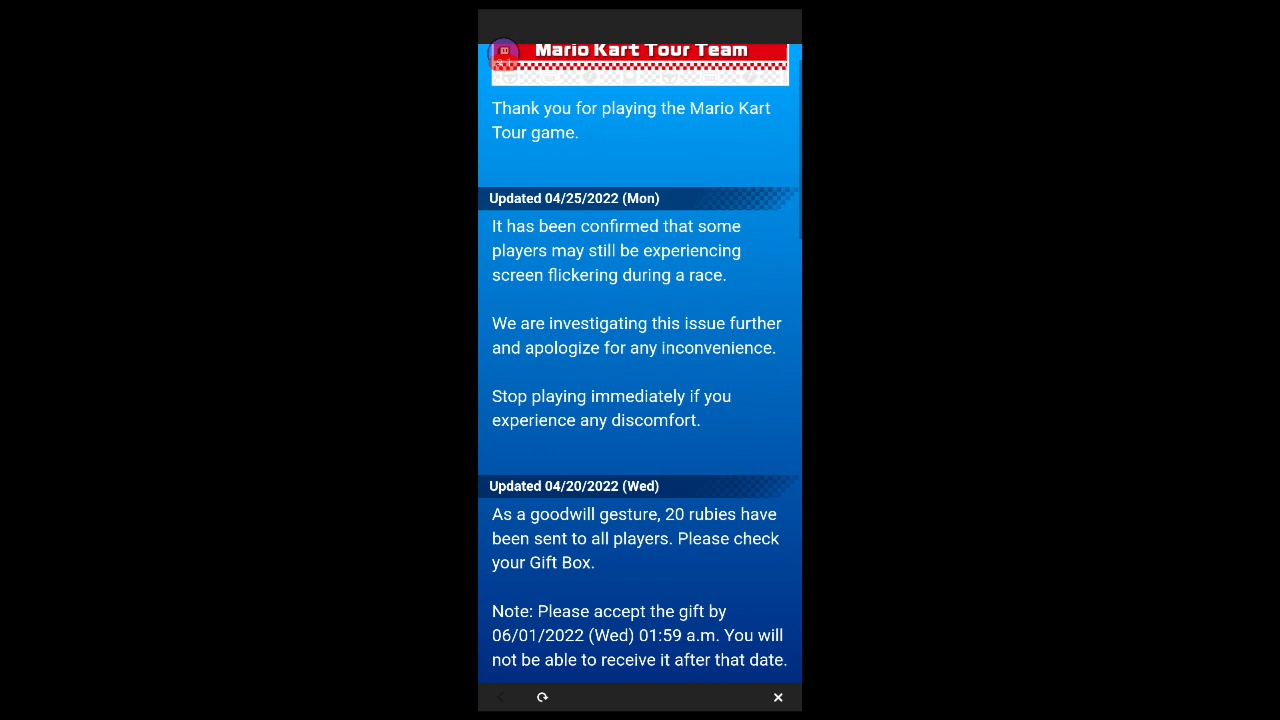 Mario Kart Tour Team
Thank you for playing the Mario Kart
Tour game.
Updated 04/25/2022 (Mon)
It has been confirmed that some
players may still be experiencing
screen flickering during a race.
We are investigating this issue further
and apologize for any inconvenience.
Stop playing immediately if you
experience any discomfort.
Updated 04/20/2022 (Wed)
As a goodwill gesture, 20 rubies have
been sent to all players. Please check
your Gift Box.
Note: Please accept the gift by
06/01/2022 (Wed) 01:59 a.m. You will
not be able to receive it after that date.